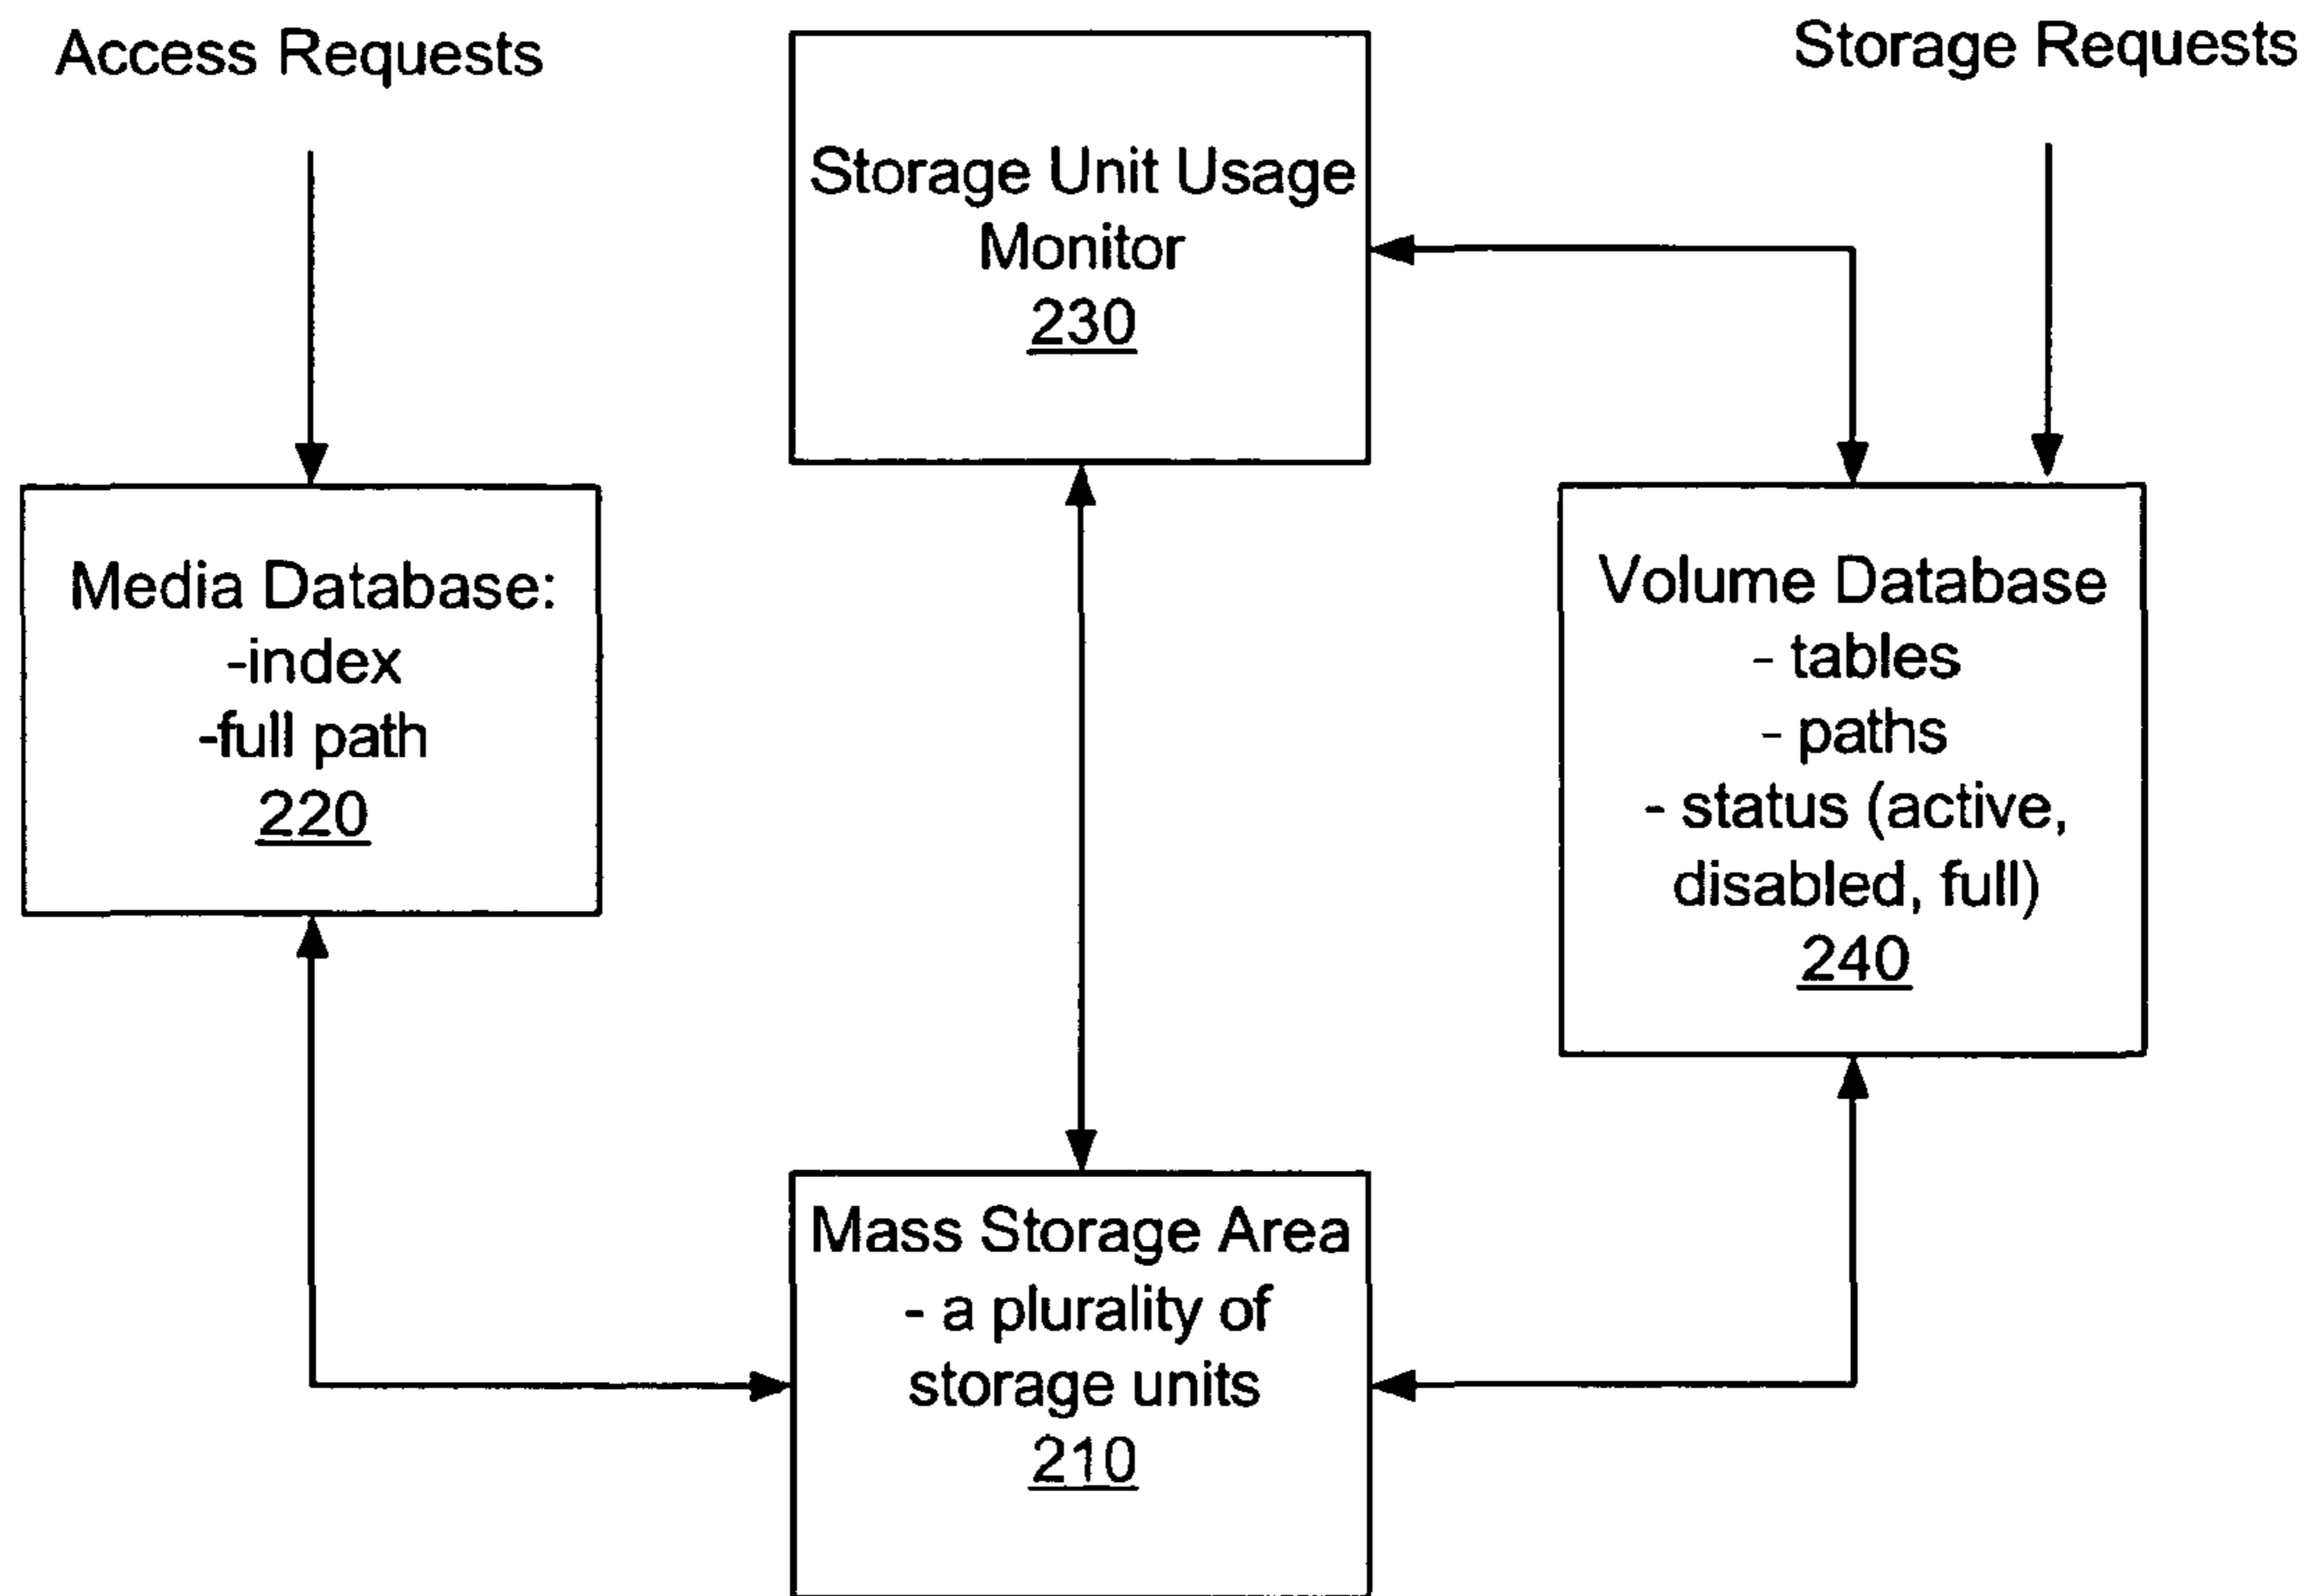 Access Requests
Storage Requests
Storage Unit Usage
Monitor
230
Media Database:
-index
-full path
220
Volume Database
- tables
- paths
- status (active,
disabled, full)
240
Mass Storage Area
- a plurality of
storage units
210